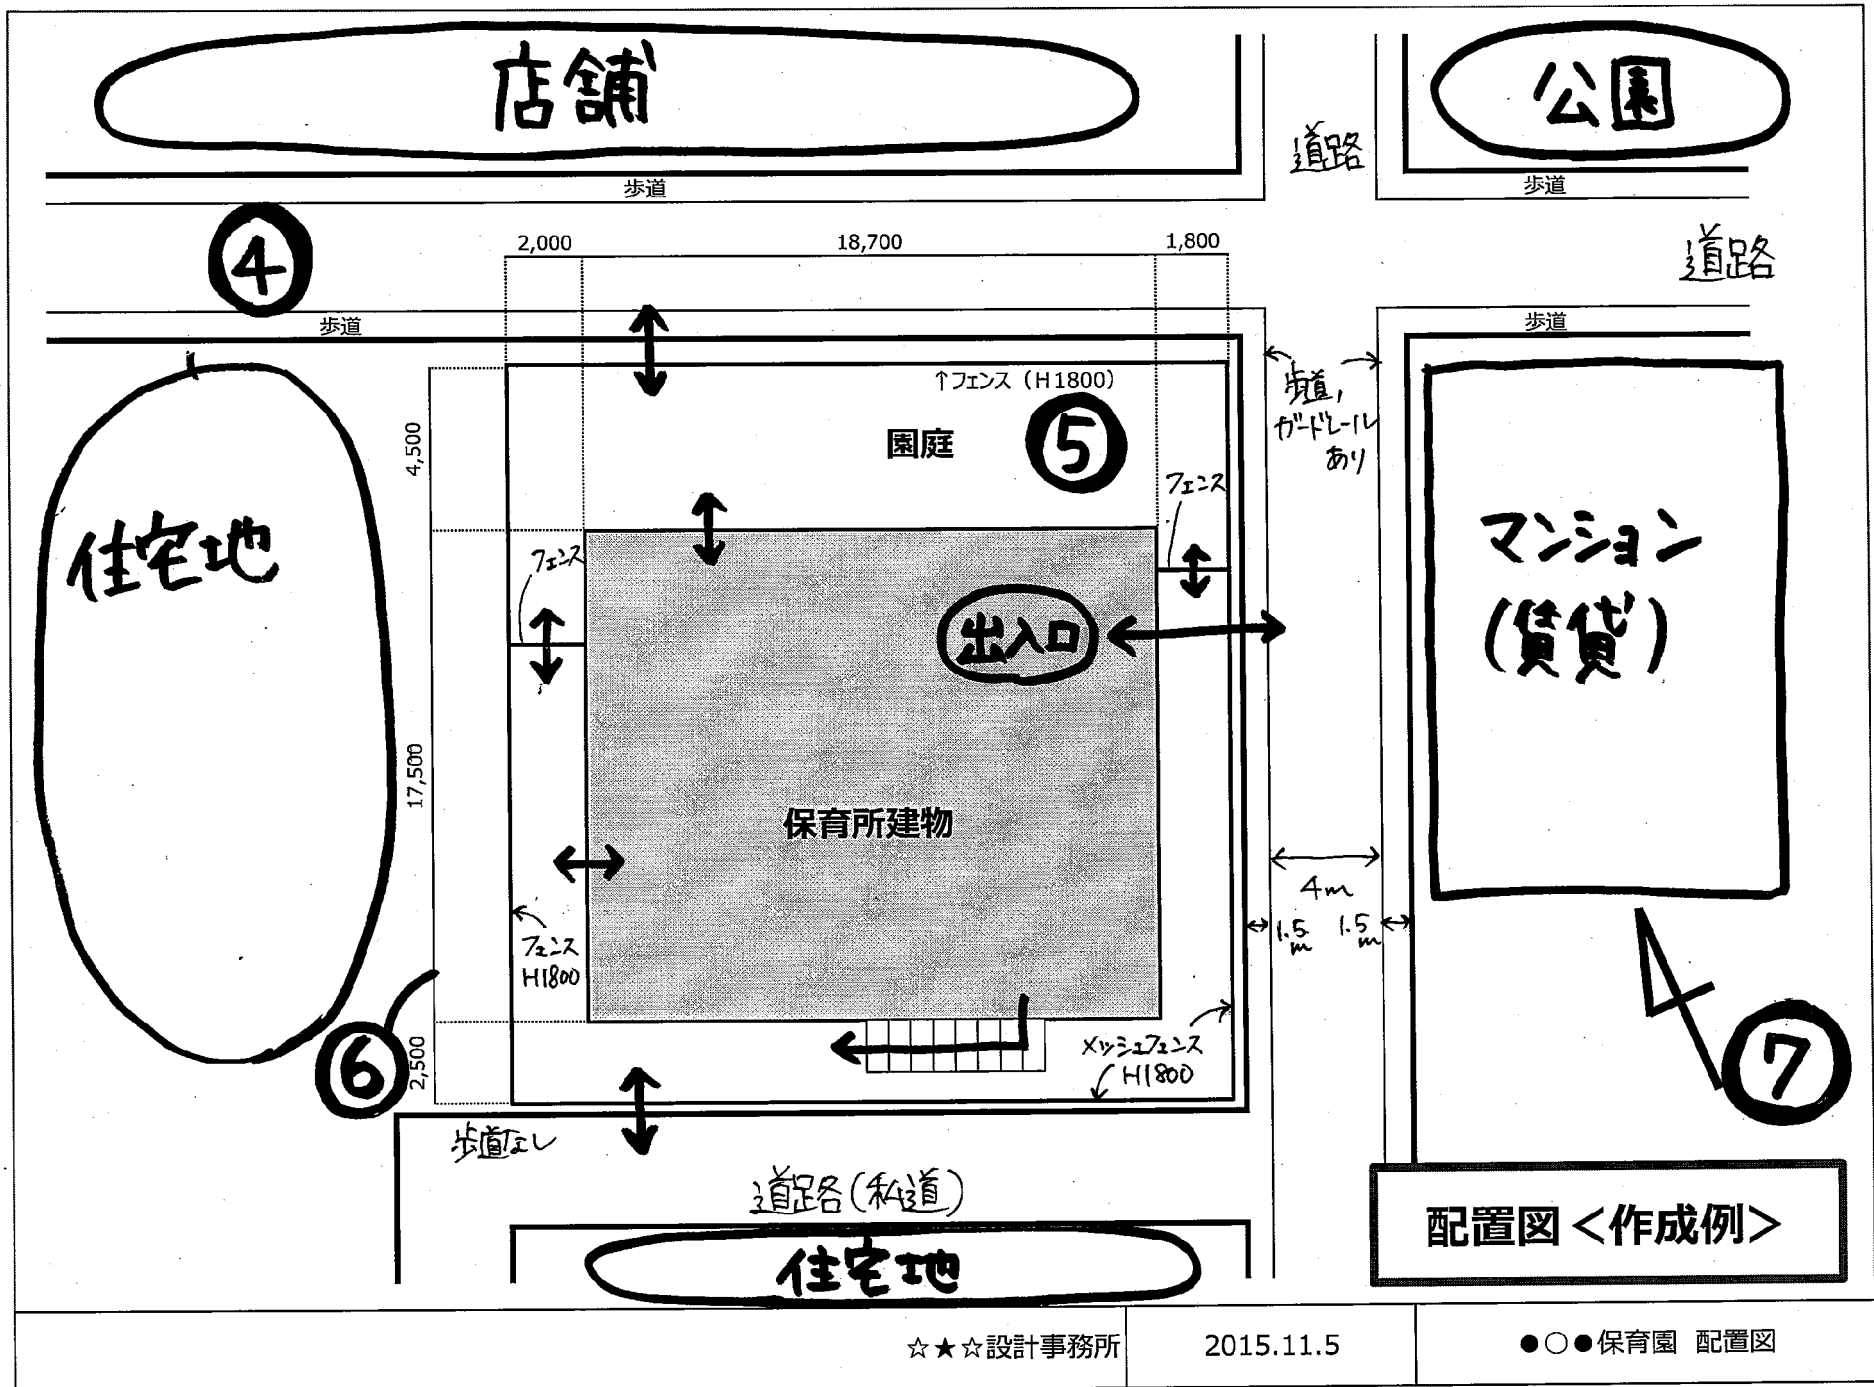 店舗
公園
道路
歩道
歩道
④
2,000
18,700
1,800
道路
歩道
歩道
↑フェンス（H1800）
歩道,
ガードレール
あり
4,500
園庭
⑤
フェンス
住宅地
フェンス
マンション
(賃貸)
出入口
17,500
保育所建物
4m
1.5
m
1.5
m
フェンス
H1800
⑥
2,500
メッシュフェンス
H1800
⑦
歩道なし
道路(私道)
配置図＜作成例＞
住宅地
☆★☆設計事務所
2015.11.5
●○●保育園 配置図